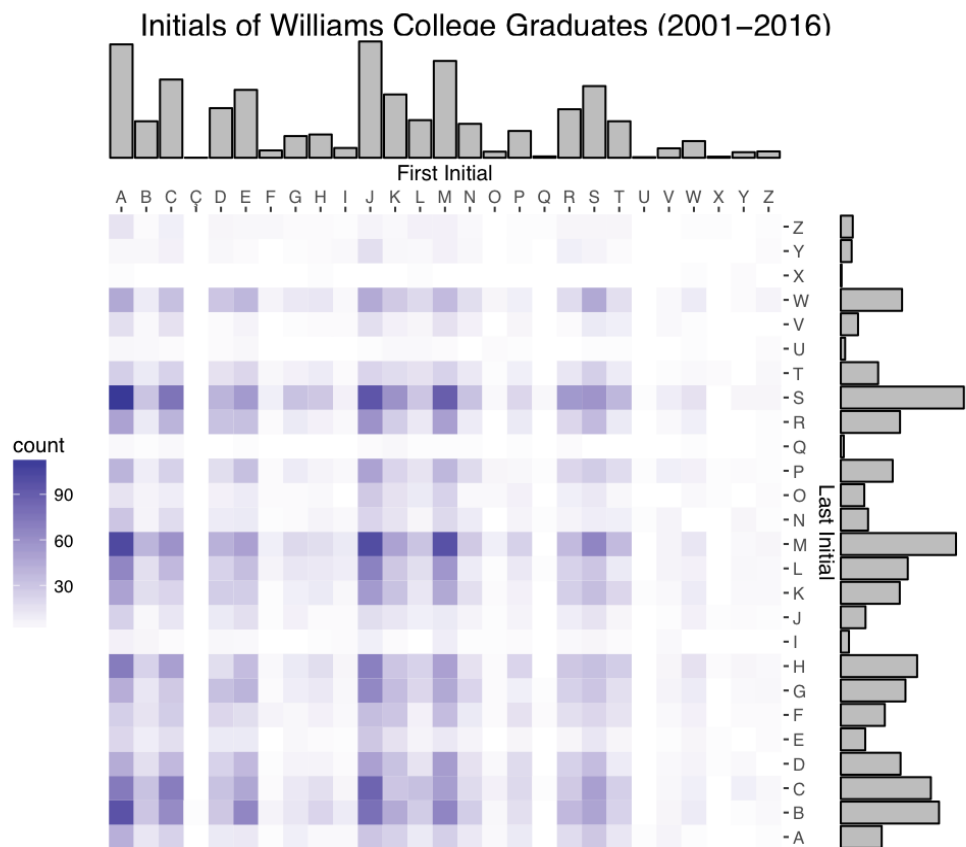 Initials of Williams College Graduates (2001–2016)
First Initial
A B C Ç D E F G H I J K L M N O P Q R S T U V W X Y Z
Z
Y
X
W
V
U
T
S
R
Q
P
O
N
M
L
K
J
I
H
G
F
E
D
C
B
A
Last Initial
count
90
60
30